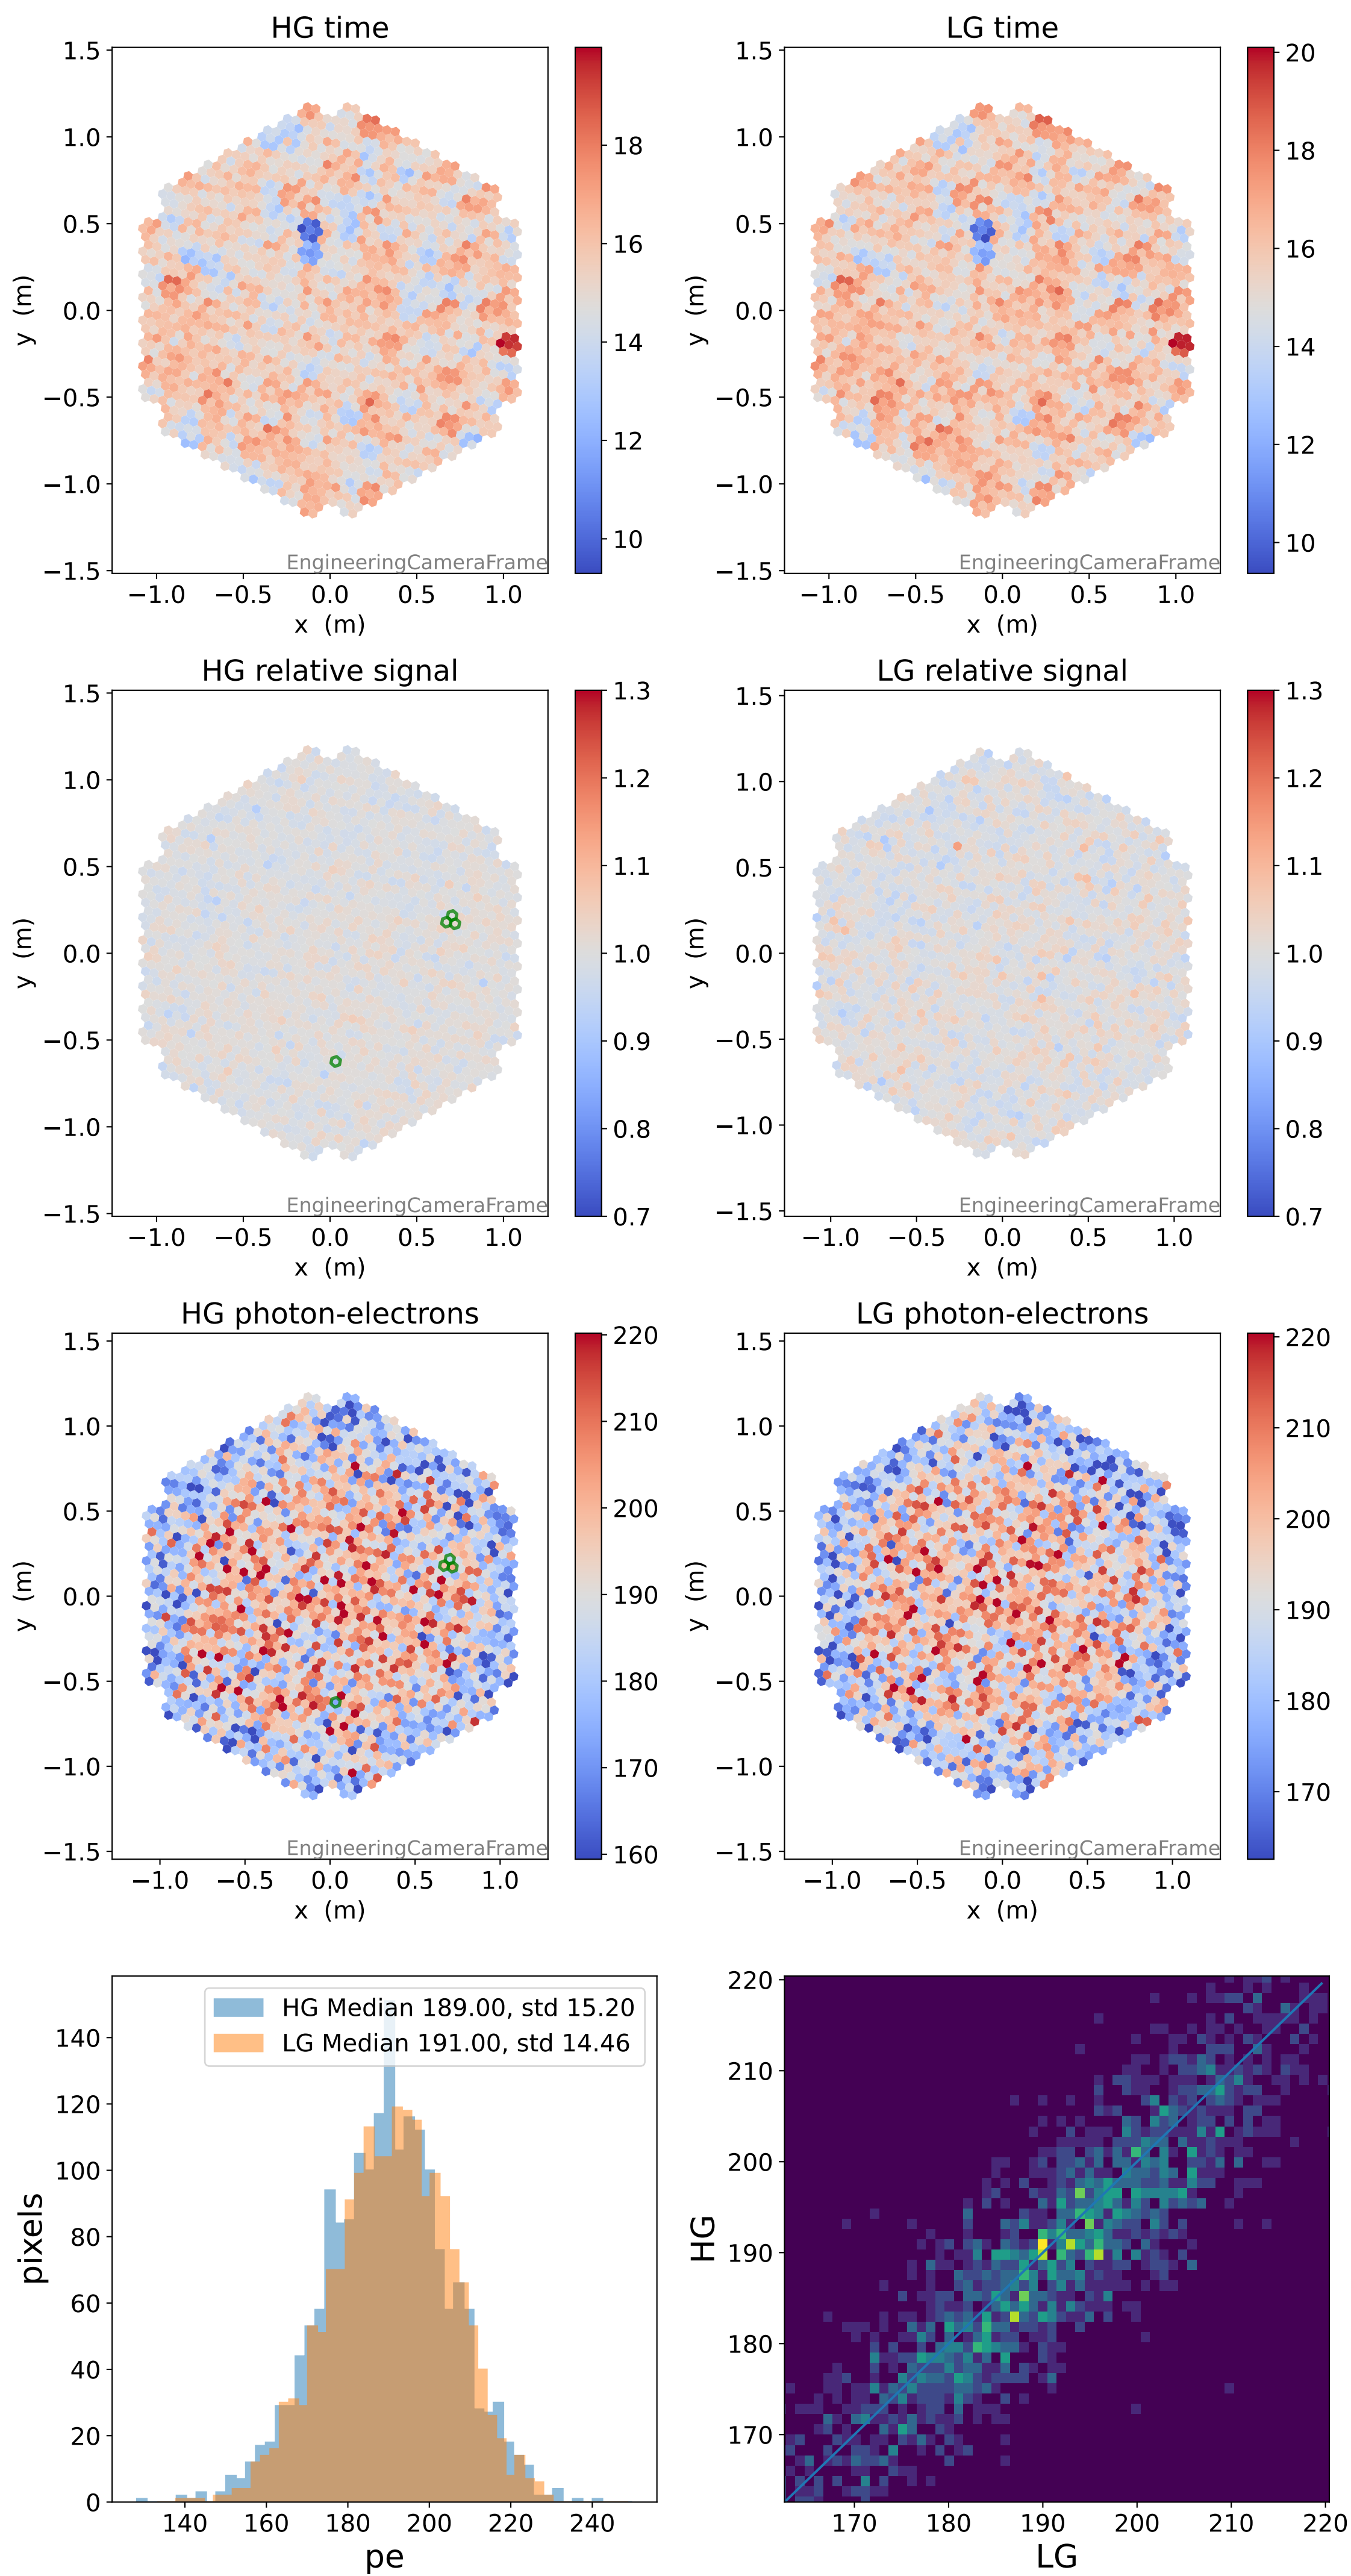 HG time
LG time
1.5
1.0
0.5
0.0
−0.5
−1.0
−1.5
y (m)
−1.0 −0.5 0.0 0.5 1.0
x (m)
EngineeringCameraFrame
18
16
14
12
10
1.5
1.0
0.5
0.0
−0.5
−1.0
−1.5
y (m)
−1.0 −0.5 0.0 0.5 1.0
x (m)
EngineeringCameraFrame
20
18
16
14
12
10
HG relative signal
LG relative signal
1.5
1.0
0.5
0.0
−0.5
−1.0
−1.5
y (m)
−1.0 −0.5 0.0 0.5 1.0
x (m)
EngineeringCameraFrame
1.3
1.2
1.1
1.0
0.9
0.8
0.7
1.5
1.0
0.5
0.0
−0.5
−1.0
−1.5
y (m)
−1.0 −0.5 0.0 0.5 1.0
x (m)
EngineeringCameraFrame
1.3
1.2
1.1
1.0
0.9
0.8
0.7
HG photon-electrons
LG photon-electrons
1.5
1.0
0.5
0.0
−0.5
−1.0
−1.5
y (m)
−1.0 −0.5 0.0 0.5 1.0
x (m)
EngineeringCameraFrame
220
210
200
190
180
170
160
1.5
1.0
0.5
0.0
−0.5
−1.0
−1.5
y (m)
−1.0 −0.5 0.0 0.5 1.0
x (m)
EngineeringCameraFrame
220
210
200
190
180
170
HG Median 189.00, std 15.20
LG Median 191.00, std 14.46
140
120
100
80
60
40
20
0
pixels
140 160 180 200 220 240
pe
220
210
200
190
180
170
HG
170 180 190 200 210 220
LG